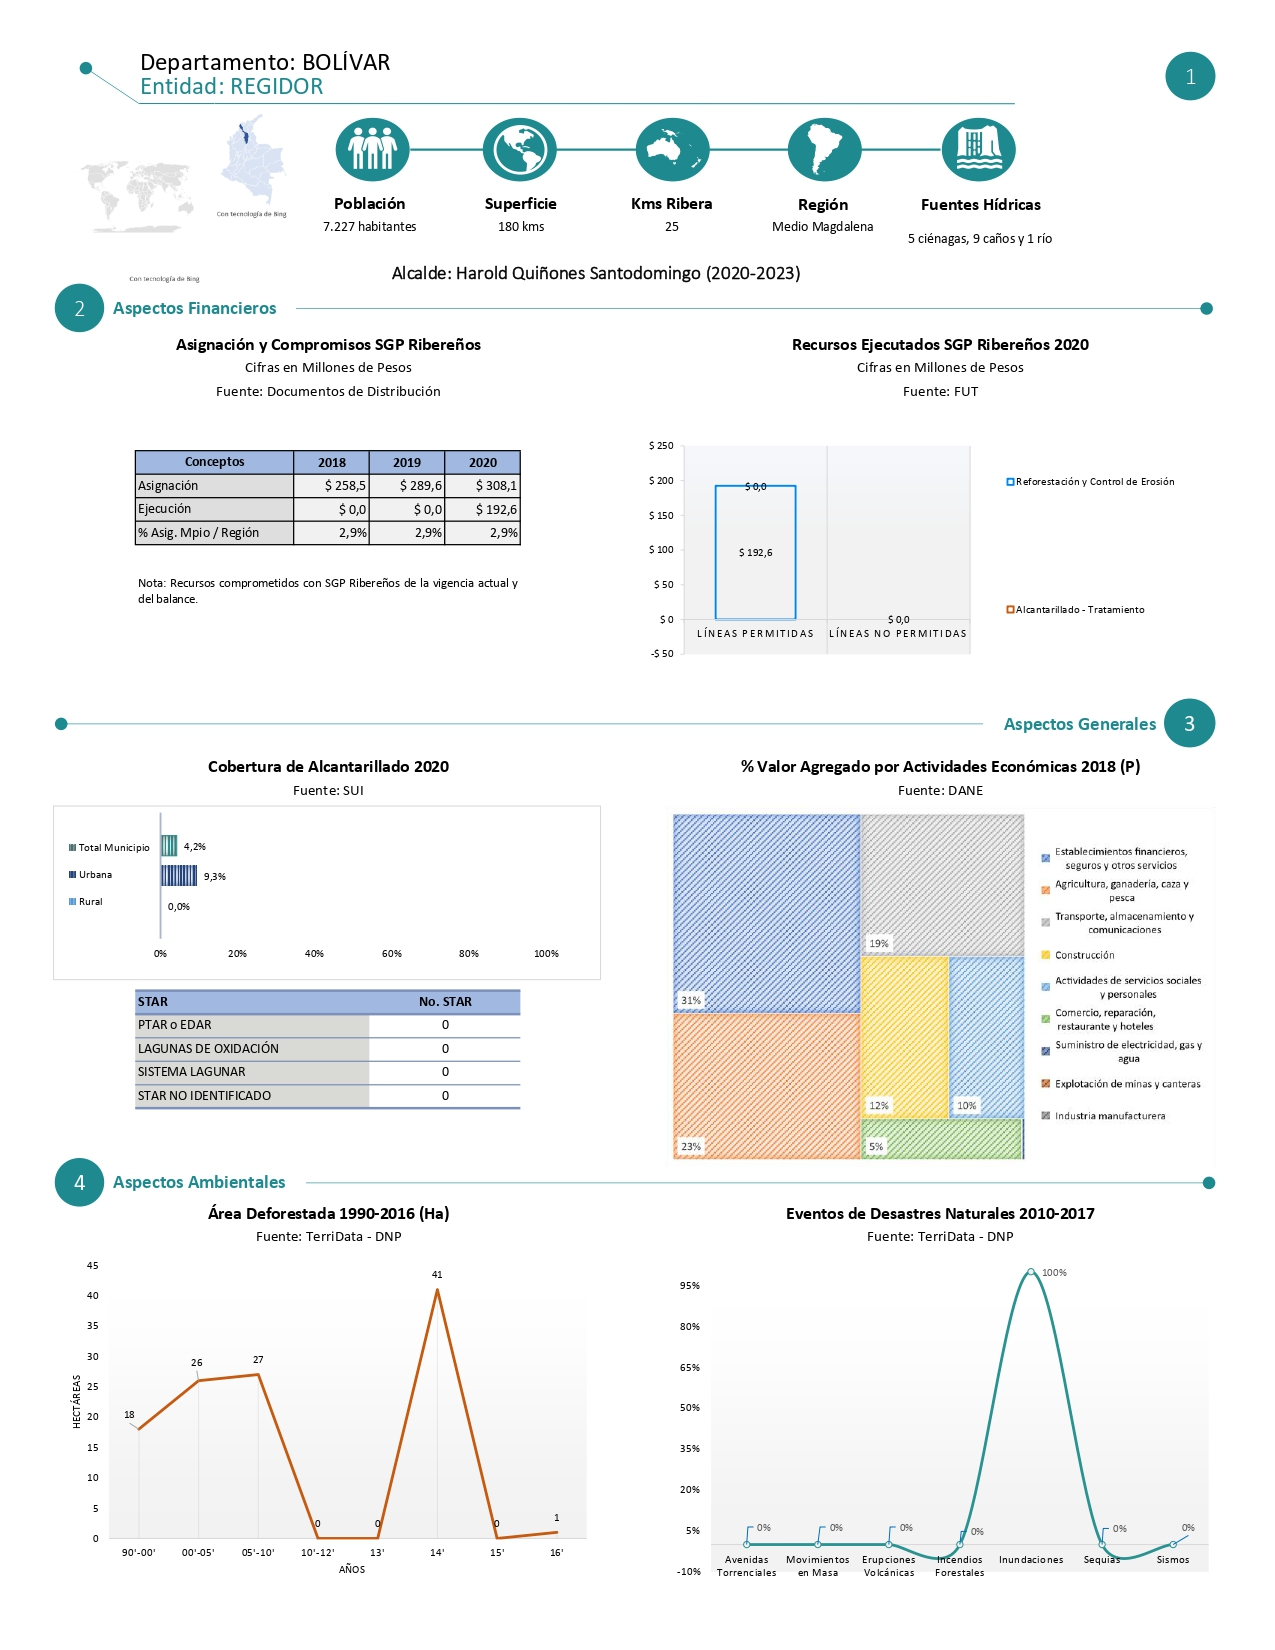 Departamento: BOLÍVAR
Entidad: REGIDOR
1
Con tecnología de Bing
Con tecnología de Bing
Población
7.227 habitantes
Superficie
180 kms
Kms Ribera
25
Región
Medio Magdalena
Fuentes Hídricas
5 ciénagas, 9 caños y 1 río
Alcalde: Harold Quiñones Santodomingo (2020-2023)
2
Aspectos Financieros
Asignación y Compromisos SGP Ribereños
Cifras en Millones de Pesos
Fuente: Documentos de Distribución
Conceptos 2018 2019 2020
Asignación $ 258,5 $ 289,6 $ 308,1
Ejecución $ 0,0 $ 0,0 $ 192,6
% Asig. Mpio / Región 2,9% 2,9% 2,9%
Nota: Recursos comprometidos con SGP Ribereños de la vigencia actual y
del balance.
Recursos Ejecutados SGP Ribereños 2020
Cifras en Millones de Pesos
Fuente: FUT
$ 250
$ 200
$ 150
$ 100
$ 50
$ 0
-$ 50
$ 0,0
$ 192,6
$ 0,0
LÍNEAS PERMITIDAS
LÍNEAS NO PERMITIDAS
Reforestación y Control de Erosión
Alcantarillado - Tratamiento
Aspectos Generales
3
Cobertura de Alcantarillado 2020
Fuente: SUI
Total Municipio 4,2%
Urbana 9,3%
Rural 0,0%
0% 20% 40% 60% 80% 100%
STAR No. STAR
PTAR o EDAR 0
LAGUNAS DE OXIDACIÓN 0
SISTEMA LAGUNAR 0
STAR NO IDENTIFICADO 0
% Valor Agregado por Actividades Económicas 2018 (P)
Fuente: DANE
31%
23%
19%
12%
10%
5%
Establecimientos financieros,
seguros y otros servicios
Agricultura, ganadería, caza y
pesca
Transporte, almacenamiento y
comunicaciones
Construcción
Actividades de servicios sociales
y personales
Comercio, reparación,
restaurante y hoteles
Suministro de electricidad, gas y
agua
Explotación de minas y canteras
Industria manufacturera
4
Aspectos Ambientales
Área Deforestada 1990-2016 (Ha)
Fuente: TerriData - DNP
HECTÁREAS
45
40
35
30
25
20
15
10
5
0
18
26
27
0
0
41
0
1
90'-00' 00'-05' 05'-10' 10'-12' 13' 14' 15' 16'
AÑOS
Eventos de Desastres Naturales 2010-2017
Fuente: TerriData - DNP
95%
80%
65%
50%
35%
20%
5%
-10%
0%
0%
0%
0%
100%
0%
0%
Avenidas
Torrenciales
Movimientos
en Masa
Erupciones
Volcánicas
Incendios
Forestales
Inundaciones
Sequias
Sismos